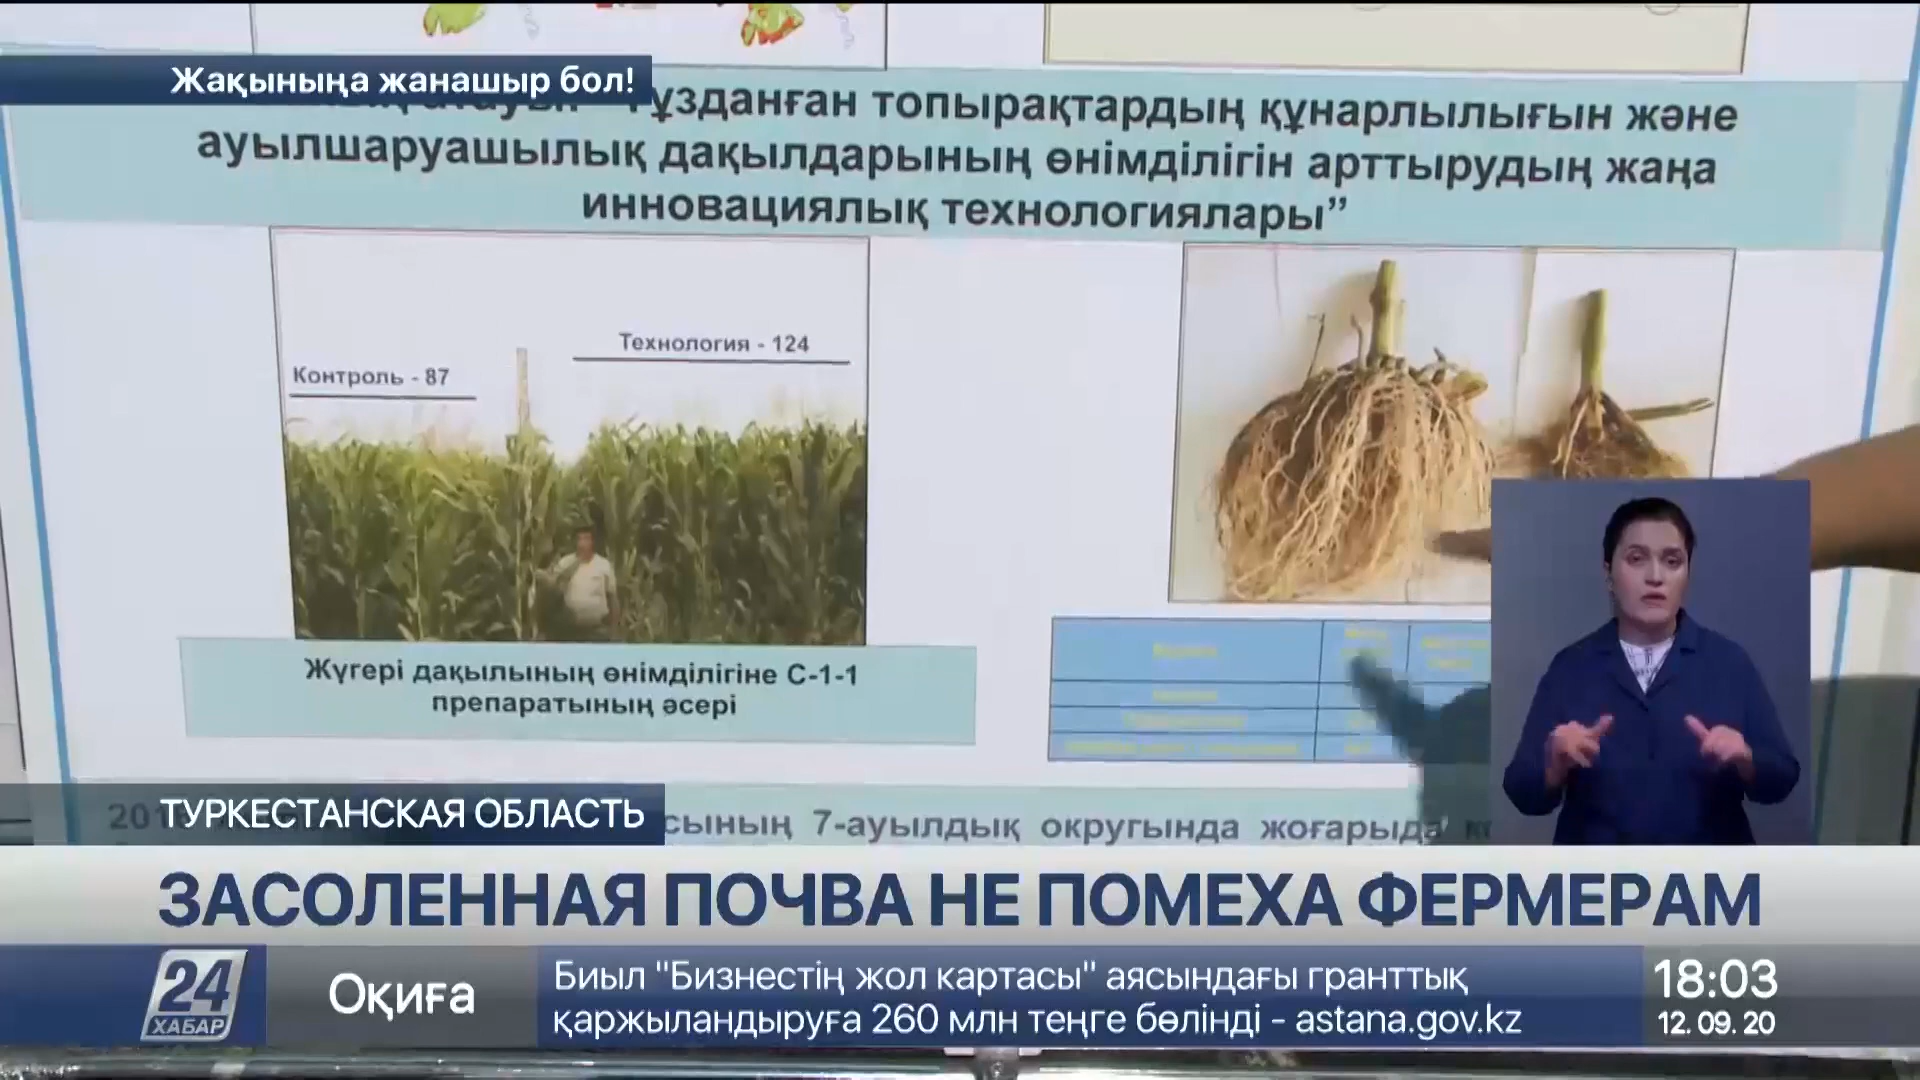 Жақыныңа жанашыр бол!
тұзданған топырақтардың құнарлылығын және
ауылшаруашылық дақылдарының өнімділігін арттырудың жаңа
инновациялық технологиялары”
Технология - 124
Контроль - 87
Жүгері дақылының өнімділігіне С-1-1
препаратының әсері
ТУРКЕСТАНСКАЯ ОБЛАСТЬ
сының 7-ауылдық округында жоғарыда
ЗАСОЛЕННАЯ ПОЧВА НЕ ПОМЕХА ФЕРМЕРАМ
24
ХАБАР
Оқиға
Биыл "Бизнестің жол картасы" аясындағы гранттық
қаржыландыруға 260 млн теңге бөлінді - astana.gov.kz
18:03
12. 09. 20